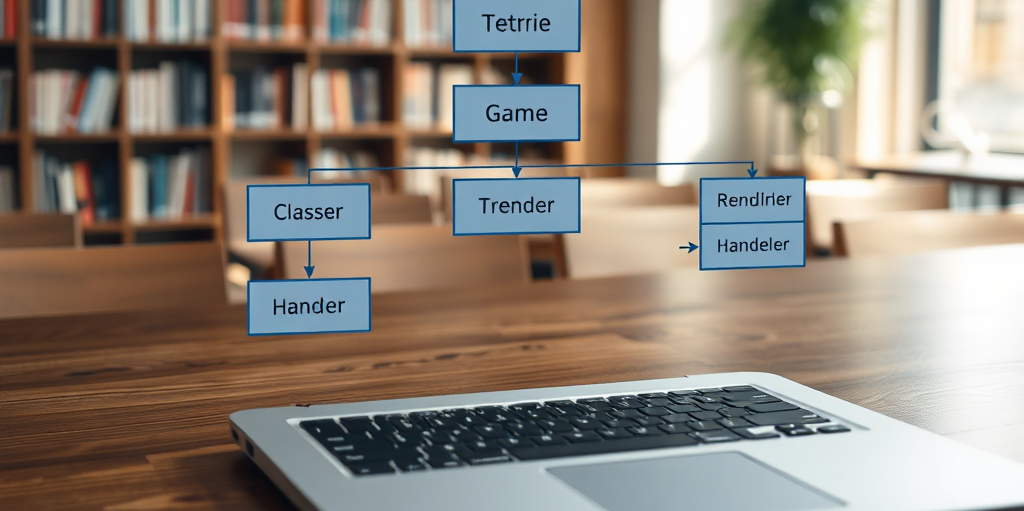 Tetrrie
Game
Classer
Trender
Rendlrler
Handeler
Hander